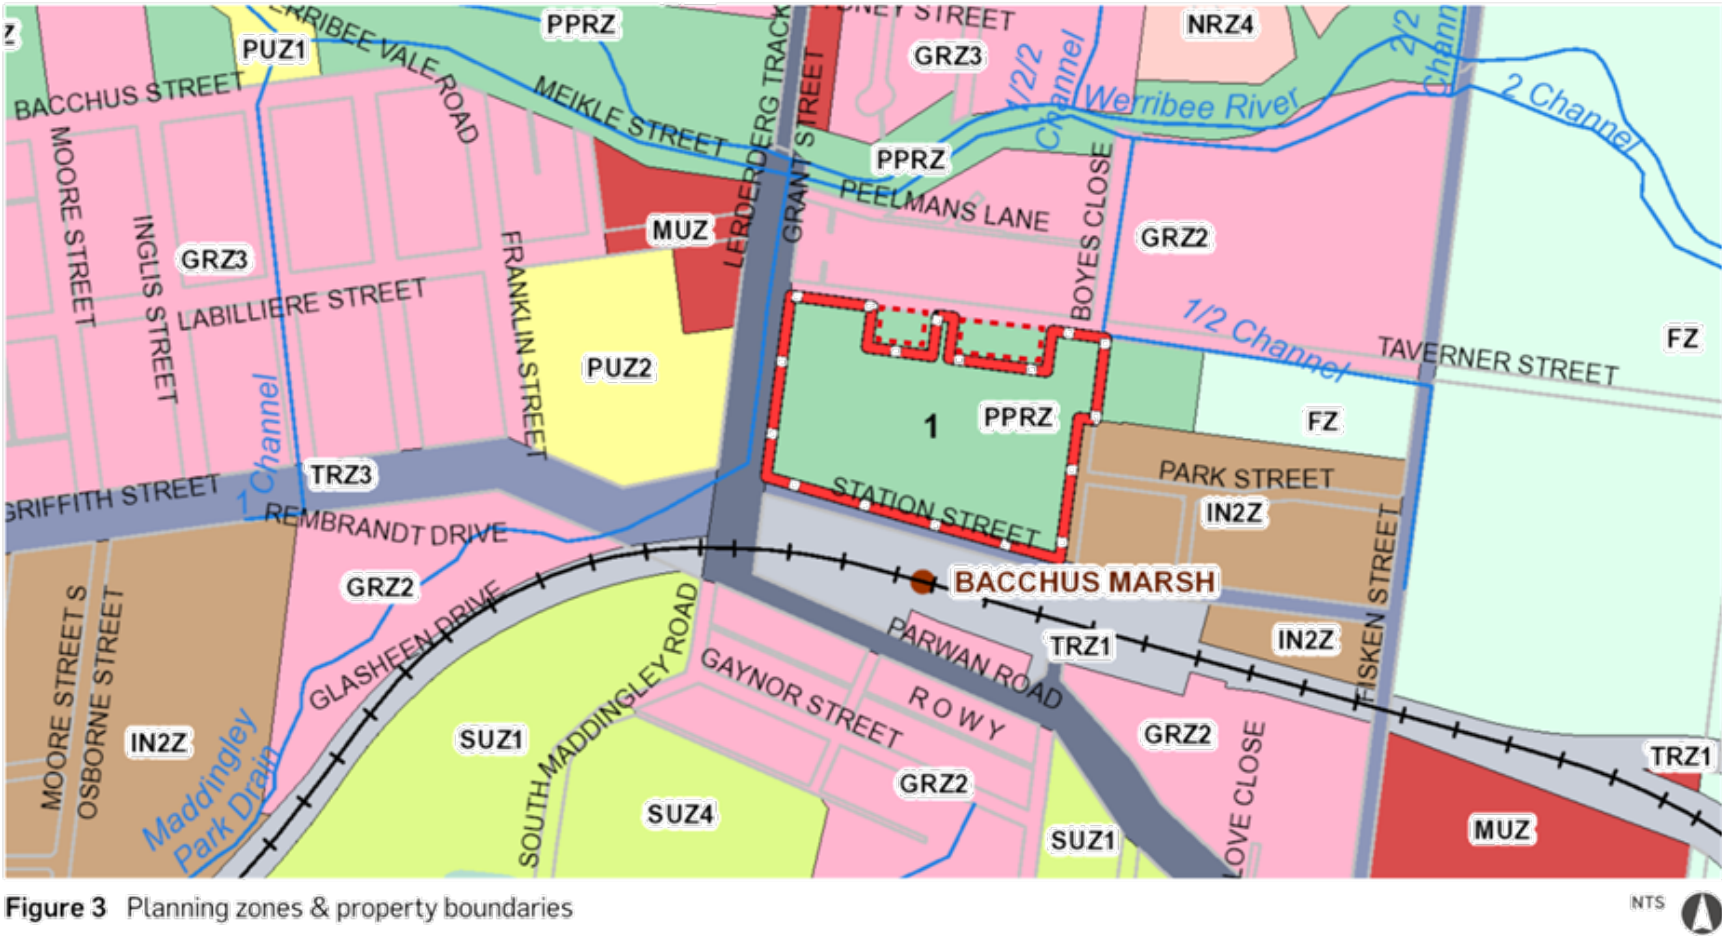 PPRZ
GREY STREET
NRZ4
2/2 Channel
Z
PUZ1
WERRIBEE VALE ROAD
GRZ3
1/2/2 Channel
BACCHUS STREET
MEIKLE STREET
LERDERDERG TRACK
GRANT STREET
Werribee River
2 Channel
MOORE STREET
PPRZ
PEELMANS LANE
BOYES CLOSE
MUZ
GRZ2
INGLIS STREET
GRZ3
FRANKLIN STREET
LABILLIERE STREET
1/2 Channel
TAVERNER STREET
FZ
PUZ2
1
PPRZ
FZ
1 Channel
TRZ3
PARK STREET
GRIFFITH STREET
REMBRANDT DRIVE
STATION STREET
IN2Z
FISKEN STREET
GRZ2
BACCHUS MARSH
MOORE STREET S
OSBORNE STREET
GLASHEEN DRIVE
SOUTH MADDINGLEY ROAD
PARWAN ROAD
TRZ1
IN2Z
GAYNOR STREET
ROWY
IN2Z
Maddingley
Park Drain
SUZ1
GRZ2
LOVE CLOSE
TRZ1
GRZ2
SUZ4
SUZ1
MUZ
Figure 3 Planning zones & property boundaries
NTS